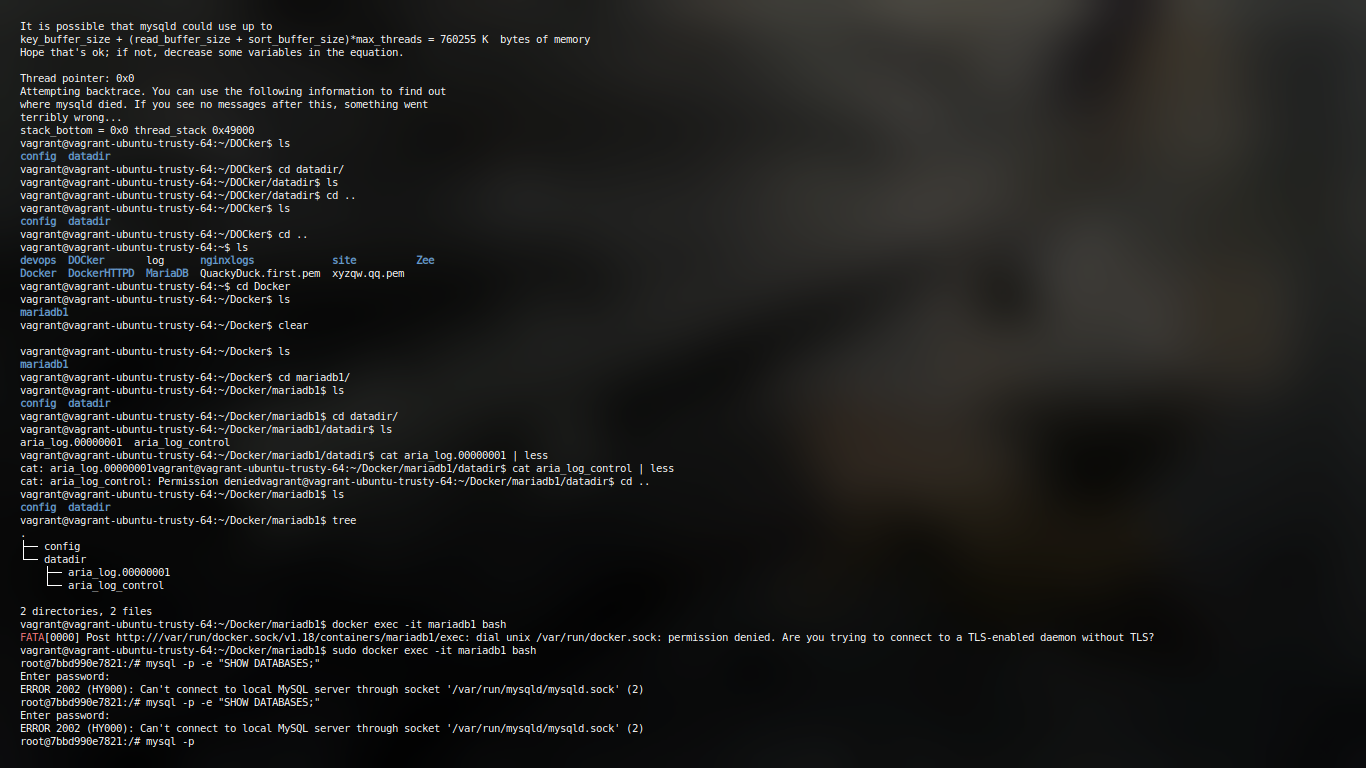 It is possible that mysqld could use up to
key_buffer_size + (read_buffer_size + sort_buffer_size)*max_threads = 760255 K  bytes of memory
Hope that's ok; if not, decrease some variables in the equation.

Thread pointer: 0x0
Attempting backtrace. You can use the following information to find out
where mysqld died. If you see no messages after this, something went
terribly wrong...
stack_bottom = 0x0 thread_stack 0x49000
vagrant@vagrant-ubuntu-trusty-64:~/DOCker$ ls
config  datadir
vagrant@vagrant-ubuntu-trusty-64:~/DOCker$ cd datadir/
vagrant@vagrant-ubuntu-trusty-64:~/DOCker/datadir$ ls
vagrant@vagrant-ubuntu-trusty-64:~/DOCker/datadir$ cd ..
vagrant@vagrant-ubuntu-trusty-64:~/DOCker$ ls
config  datadir
vagrant@vagrant-ubuntu-trusty-64:~/DOCker$ cd ..
vagrant@vagrant-ubuntu-trusty-64:~$ ls
devops  DOCker       log      nginxlogs             site          Zee
Docker  DockerHTTPD  MariaDB  QuackyDuck.first.pem  xyzqw.qq.pem
vagrant@vagrant-ubuntu-trusty-64:~$ cd Docker
vagrant@vagrant-ubuntu-trusty-64:~/Docker$ ls
mariadb1
vagrant@vagrant-ubuntu-trusty-64:~/Docker$ clear

vagrant@vagrant-ubuntu-trusty-64:~/Docker$ ls
mariadb1
vagrant@vagrant-ubuntu-trusty-64:~/Docker$ cd mariadb1/
vagrant@vagrant-ubuntu-trusty-64:~/Docker/mariadb1$ ls
config  datadir
vagrant@vagrant-ubuntu-trusty-64:~/Docker/mariadb1$ cd datadir/
vagrant@vagrant-ubuntu-trusty-64:~/Docker/mariadb1/datadir$ ls
aria_log.00000001  aria_log_control
vagrant@vagrant-ubuntu-trusty-64:~/Docker/mariadb1/datadir$ cat aria_log.00000001 | less
cat: aria_log.00000001vagrant@vagrant-ubuntu-trusty-64:~/Docker/mariadb1/datadir$ cat aria_log_control | less
cat: aria_log_control: Permission deniedvagrant@vagrant-ubuntu-trusty-64:~/Docker/mariadb1/datadir$ cd ..
vagrant@vagrant-ubuntu-trusty-64:~/Docker/mariadb1$ ls
config  datadir
vagrant@vagrant-ubuntu-trusty-64:~/Docker/mariadb1$ tree
.
├── config
└── datadir
    ├── aria_log.00000001
    └── aria_log_control

2 directories, 2 files
vagrant@vagrant-ubuntu-trusty-64:~/Docker/mariadb1$ docker exec -it mariadb1 bash
FATA[0000] Post http:///var/run/docker.sock/v1.18/containers/mariadb1/exec: dial unix /var/run/docker.sock: permission denied. Are you trying to connect to a TLS-enabled daemon without TLS?
vagrant@vagrant-ubuntu-trusty-64:~/Docker/mariadb1$ sudo docker exec -it mariadb1 bash
root@7bbd990e7821:/# mysql -p -e "SHOW DATABASES;"
Enter password:
ERROR 2002 (HY000): Can't connect to local MySQL server through socket '/var/run/mysqld/mysqld.sock' (2)
root@7bbd990e7821:/# mysql -p -e "SHOW DATABASES;"
Enter password:
ERROR 2002 (HY000): Can't connect to local MySQL server through socket '/var/run/mysqld/mysqld.sock' (2)
root@7bbd990e7821:/# mysql -p